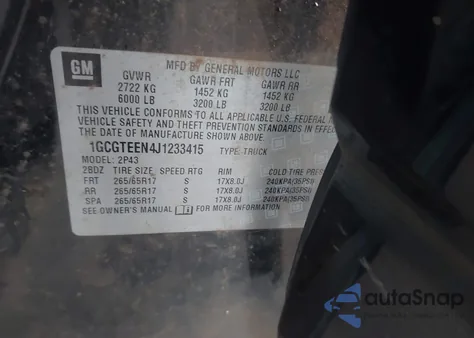 GM
MFD BY GENERAL MOTORS LLC
GVWR GAWR FRT GAWR RR
2722 KG 1452 KG 1452 KG
6000 LB 3200 LB 3200 LB
THIS VEHICLE CONFORMS TO ALL APPLICABLE U.S. FEDERAL
VEHICLE SAFETY AND THEFT PREVENTION STANDARDS IN EFFECT
THE DATE OF MANUFACTURE SHOWN ABOVE.
1GCGTEEN4J1233415 TYPE: TRUCK
MODEL: 2P43
2BDZ TIRE SIZE SPEED RTG RIM COLD TIRE PRES
FRT 265/65R17 S 17X8.0J 240KPA(35PSI)
RR 265/65R17 S 17X8.0J 240KPA(35PSI)
SPA 265/65R17 S 17X8.0J 240KPA(35PSI)
SEE OWNER'S MANUAL FOR MORE INFORMATION.
autoSnap